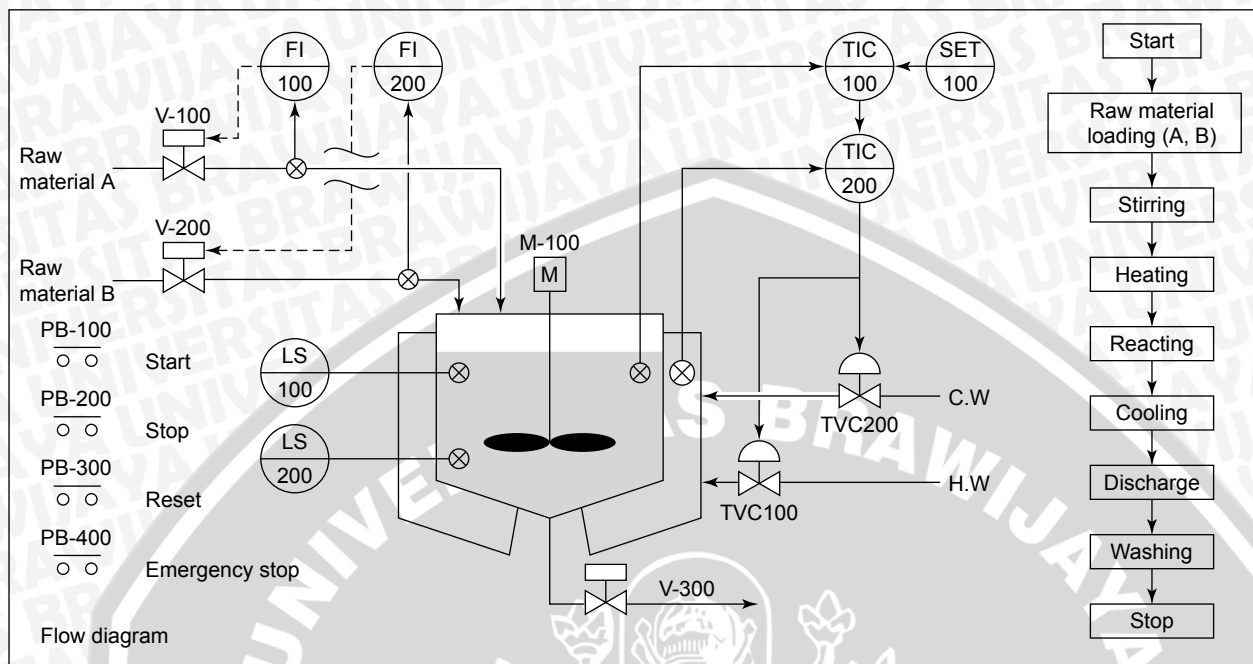 FI
100
FI
200
TIC
100
SET
100
V-100
Raw
material A
TIC
200
V-200
Raw
material B
M-100
M
PB-100
Start
PB-200
Stop
PB-300
Reset
PB-400
Emergency stop
LS
100
LS
200
C.W
TVC200
H.W
TVC100
V-300
Flow diagram
Start
Raw material
loading (A, B)
Stirring
Heating
Reacting
Cooling
Discharge
Washing
Stop
UNIVERSITAS BRAWIJAYA